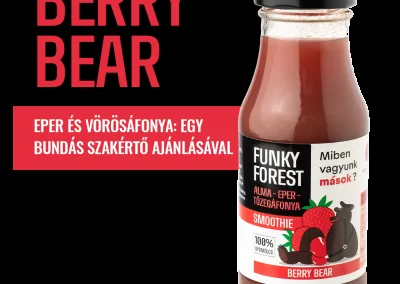 BERRY
BEAR
EPER ÉS VÖRÖSÁFONYA: EGY
BUNDÁS SZAKÉRTŐ AJÁNLÁSÁVAL
FUNKY
FOREST
ALMA - EPER -
TŐZEGÁFONYA
SMOOTHIE
100%
GYÜMÖLCS
Miben
vagyunk
mások?
BERRY BEAR